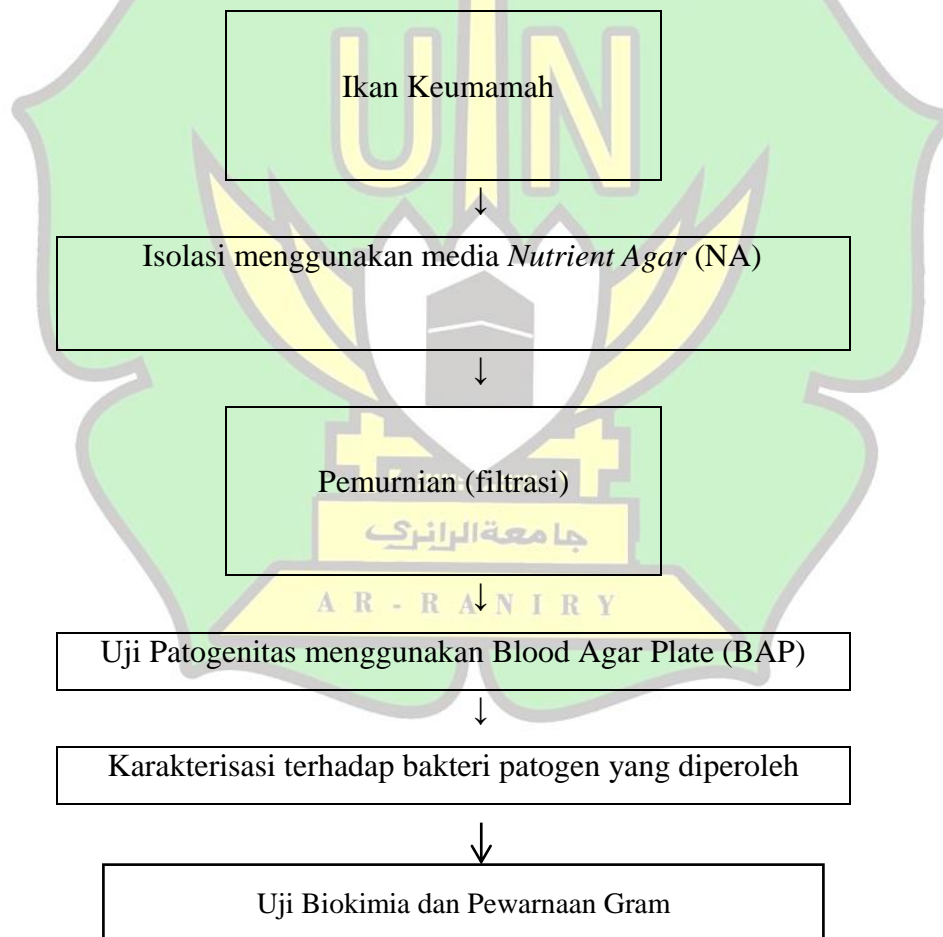 UIN
Ikan Keumamah
↓
Isolasi menggunakan media Nutrient Agar (NA)
↓
Pemurnian (filtrasi)
جامعة الرانري
↓
AR-RANIRY
Uji Patogenitas menggunakan Blood Agar Plate (BAP)
↓
Karakterisasi terhadap bakteri patogen yang diperoleh
↓
Uji Biokimia dan Pewarnaan Gram